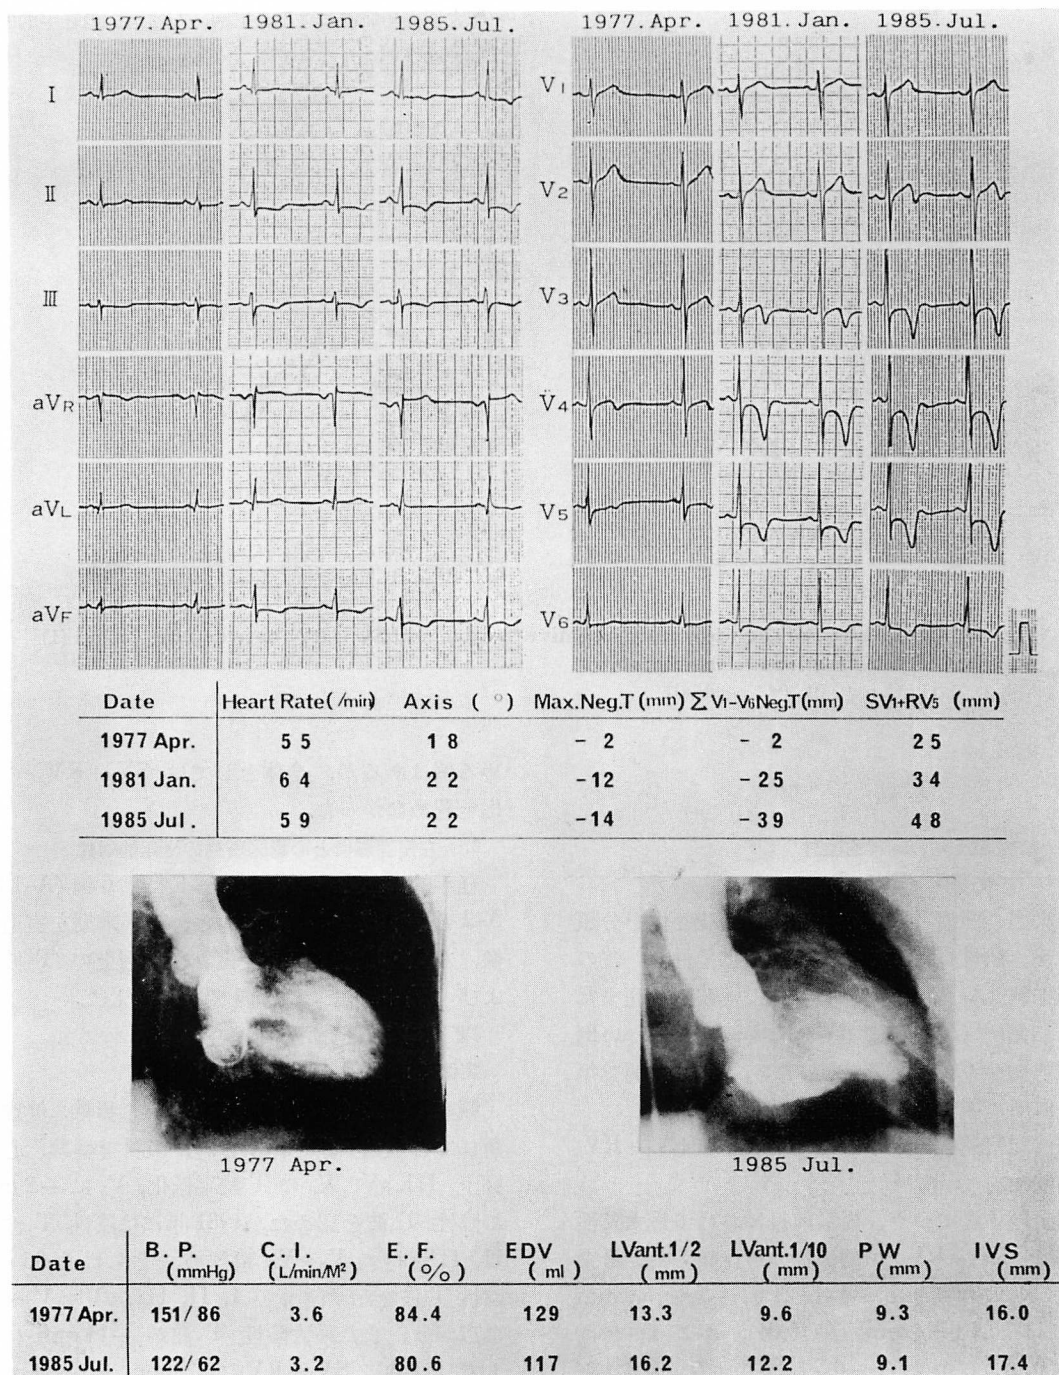 1977.Apr. 1981.Jan. 1985.Jul. 1977.Apr. 1981.Jan. 1985.Jul.
I V1
II V2
III V3
aVR V4
aVL V5
aVF V6
Date Heart Rate(/min) Axis (°) Max.Neg.T(mm) ΣV1-V6Neg.T(mm) SV1+RV5 (mm)
1977 Apr. 55 18 -2 -2 25
1981 Jan. 64 22 -12 -25 34
1985 Jul. 59 22 -14 -39 48
1977 Apr. 1985 Jul.
Date B.P. (mmHg) C.I. (L/min/M²) E.F. (%) EDV (ml) LVant.1/2 (mm) LVant.1/10 (mm) PW (mm) IVS (mm)
1977 Apr. 151/86 3.6 84.4 129 13.3 9.6 9.3 16.0
1985 Jul. 122/62 3.2 80.6 117 16.2 12.2 9.1 17.4